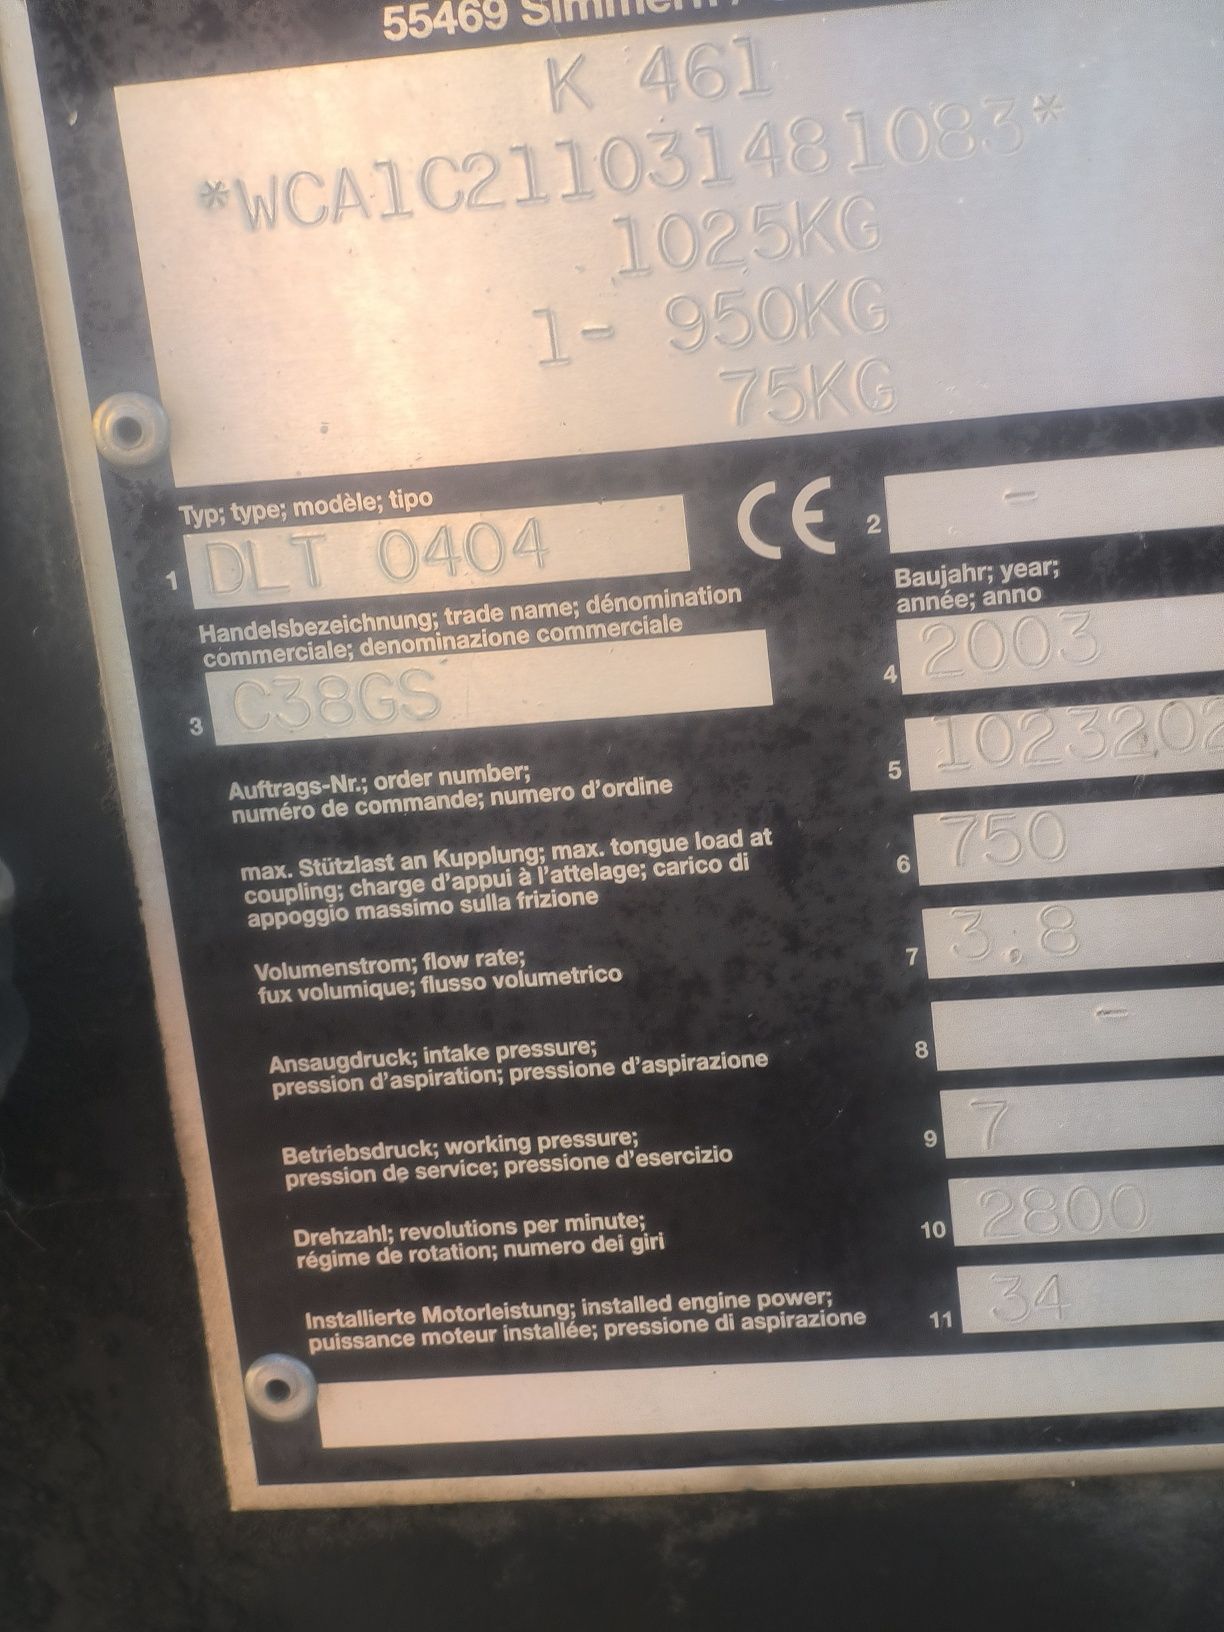 55469 Simmern /
K 461
*WCA1C211031481083*
1025KG
1- 950KG
75KG
Typ; type; modèle; tipo
1 DLT 0404
CE
2 -
Handelsbezeichnung; trade name; dénomination
commerciale; denominazione commerciale
3 C38GS
Baujahr; year;
année; anno
4 2003
Auftrags-Nr.; order number;
numéro de commande; numero d'ordine
5 1023202
max. Stützlast an Kupplung; max. tongue load at
coupling; charge d'appui à l'attelage; carico di
appoggio massimo sulla frizione
6 750
Volumenstrom; flow rate;
fux volumique; flusso volumetrico
7 3.8
Ansaugdruck; intake pressure;
pression d'aspiration; pressione d'aspirazione
8 -
Betriebsdruck; working pressure;
pression de service; pressione d'esercizio
9 7
Drehzahl; revolutions per minute;
régime de rotation; numero dei giri
10 2800
Installierte Motorleistung; installed engine power;
puissance moteur installée; pressione di aspirazione
11 34